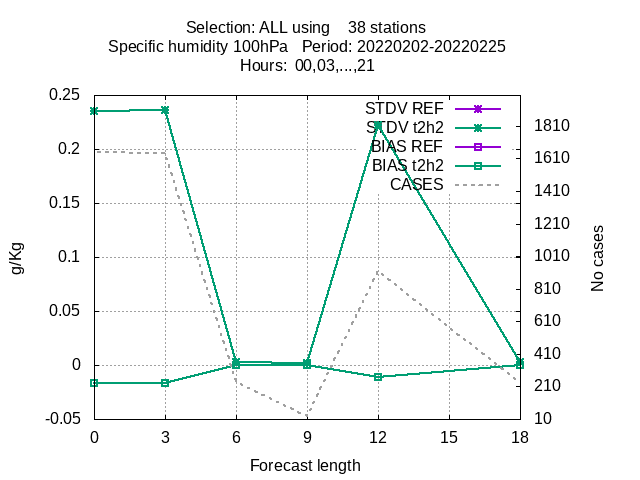 Selection: ALL using    38 stations
Specific humidity 100hPa   Period: 20220202-20220225
Hours:  00,03,...,21
STDV REF
STDV t2h2
BIAS REF
BIAS t2h2
CASES
0.25
0.2
0.15
0.1
0.05
0
-0.05
g/Kg
1810
1610
1410
1210
1010
810
610
410
210
10
No cases
0 3 6 9 12 15 18
Forecast length